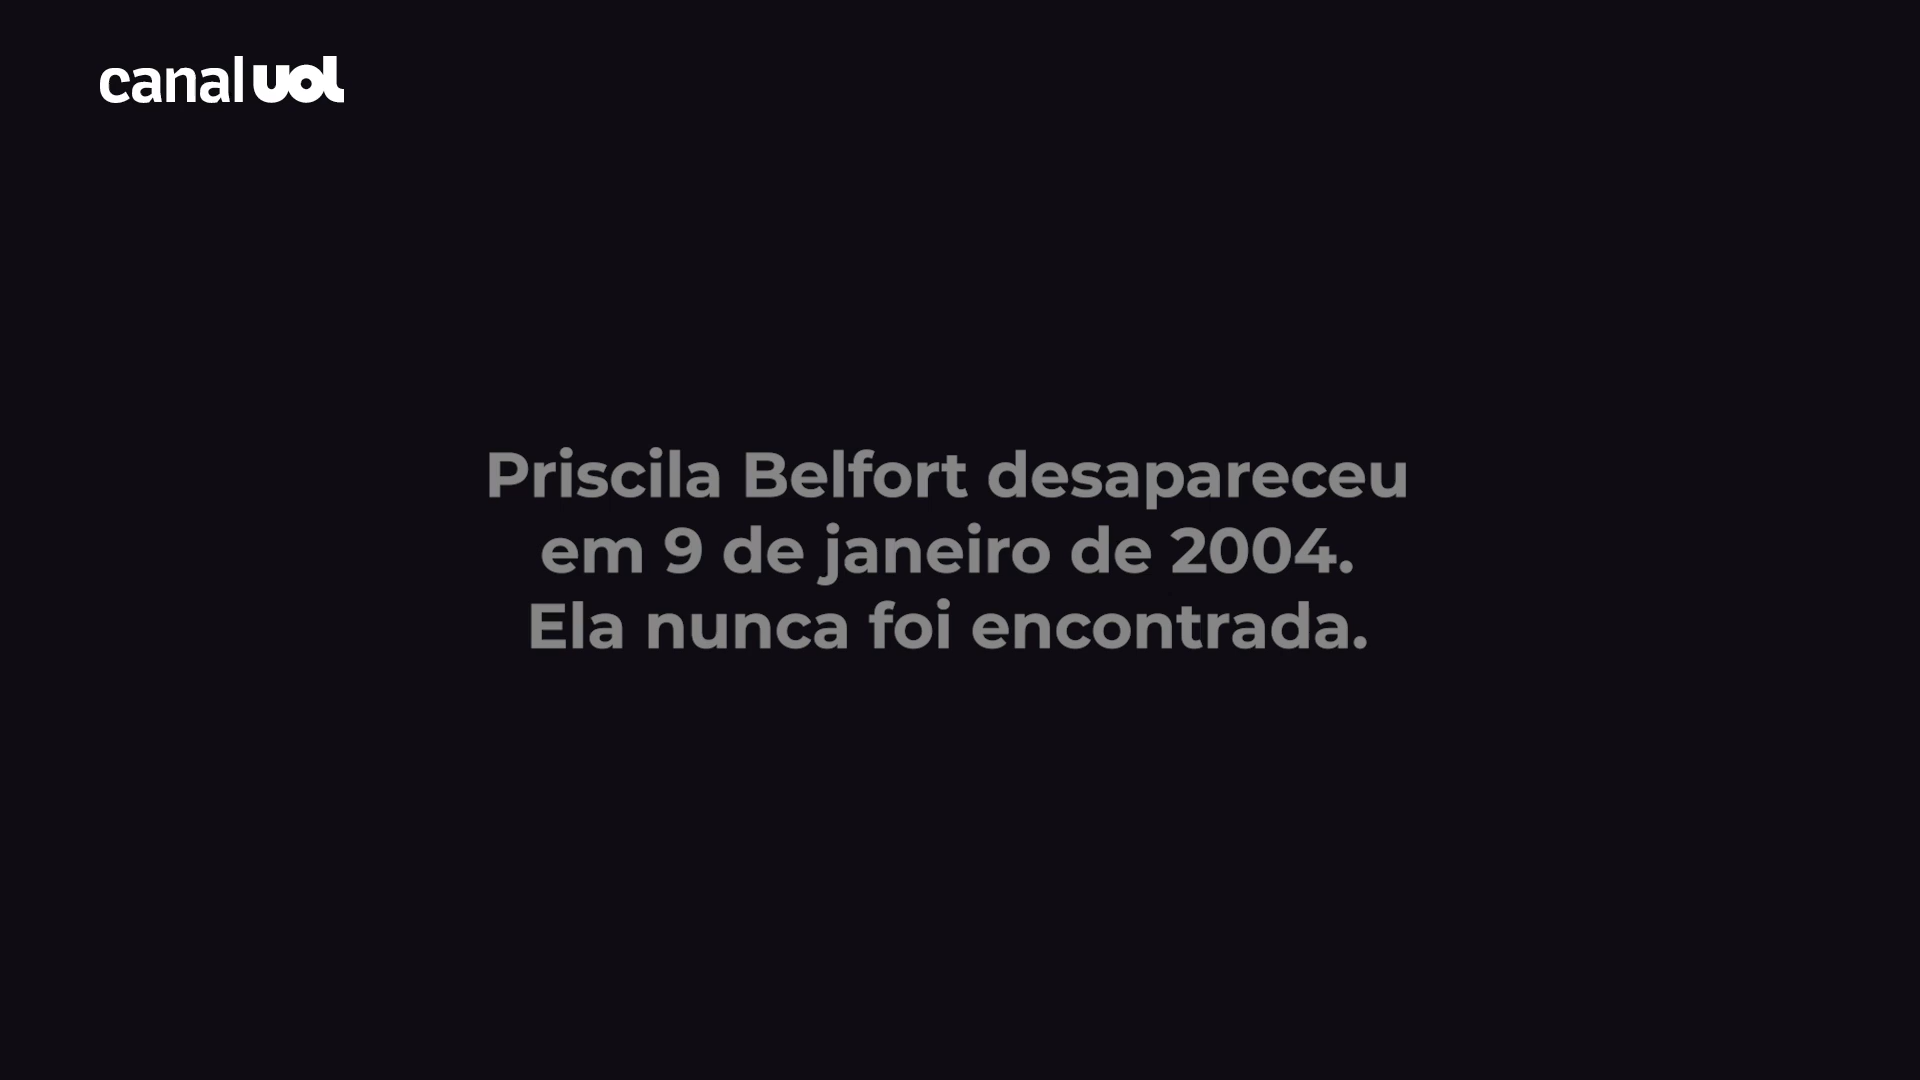 canal uol
Priscila Belfort desapareceu
em 9 de janeiro de 2004.
Ela nunca foi encontrada.